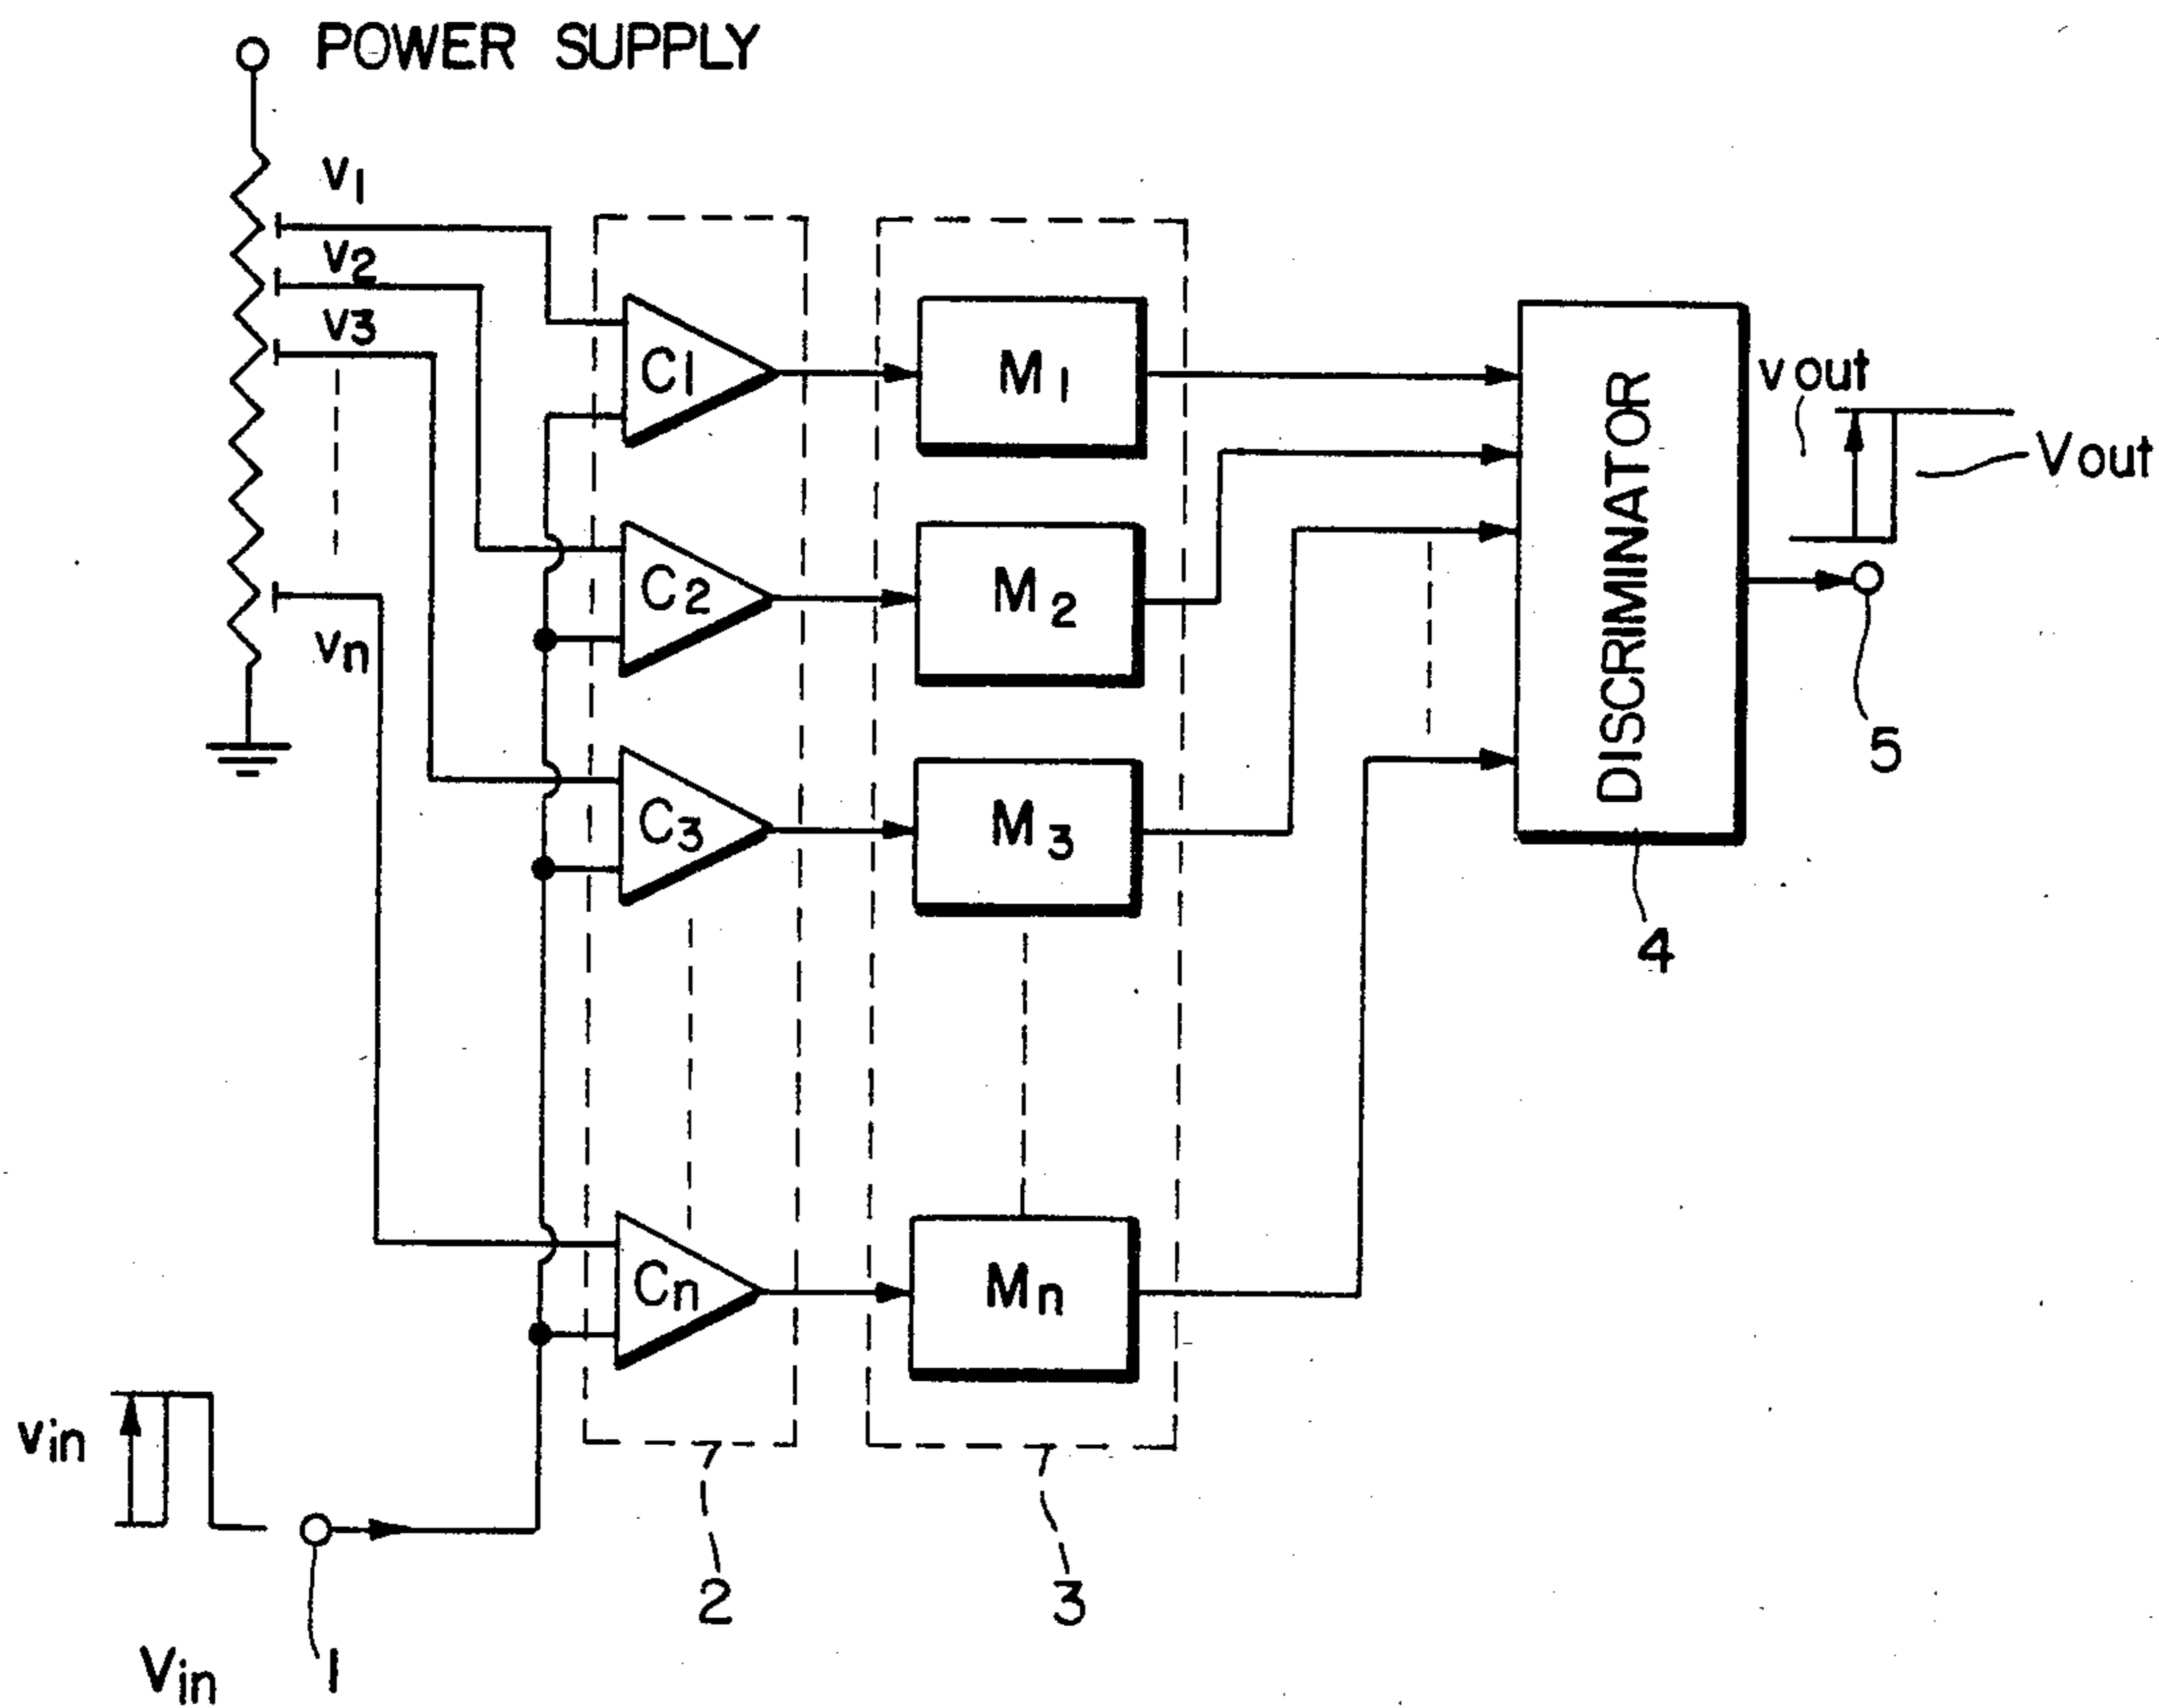 POWER SUPPLY
v1
v2
v3
vn
C1
M1
C2
M2
C3
M3
Cn
Mn
DISCRIMINATOR
vout
Vout
5
4
vin
Vin
1
2
3